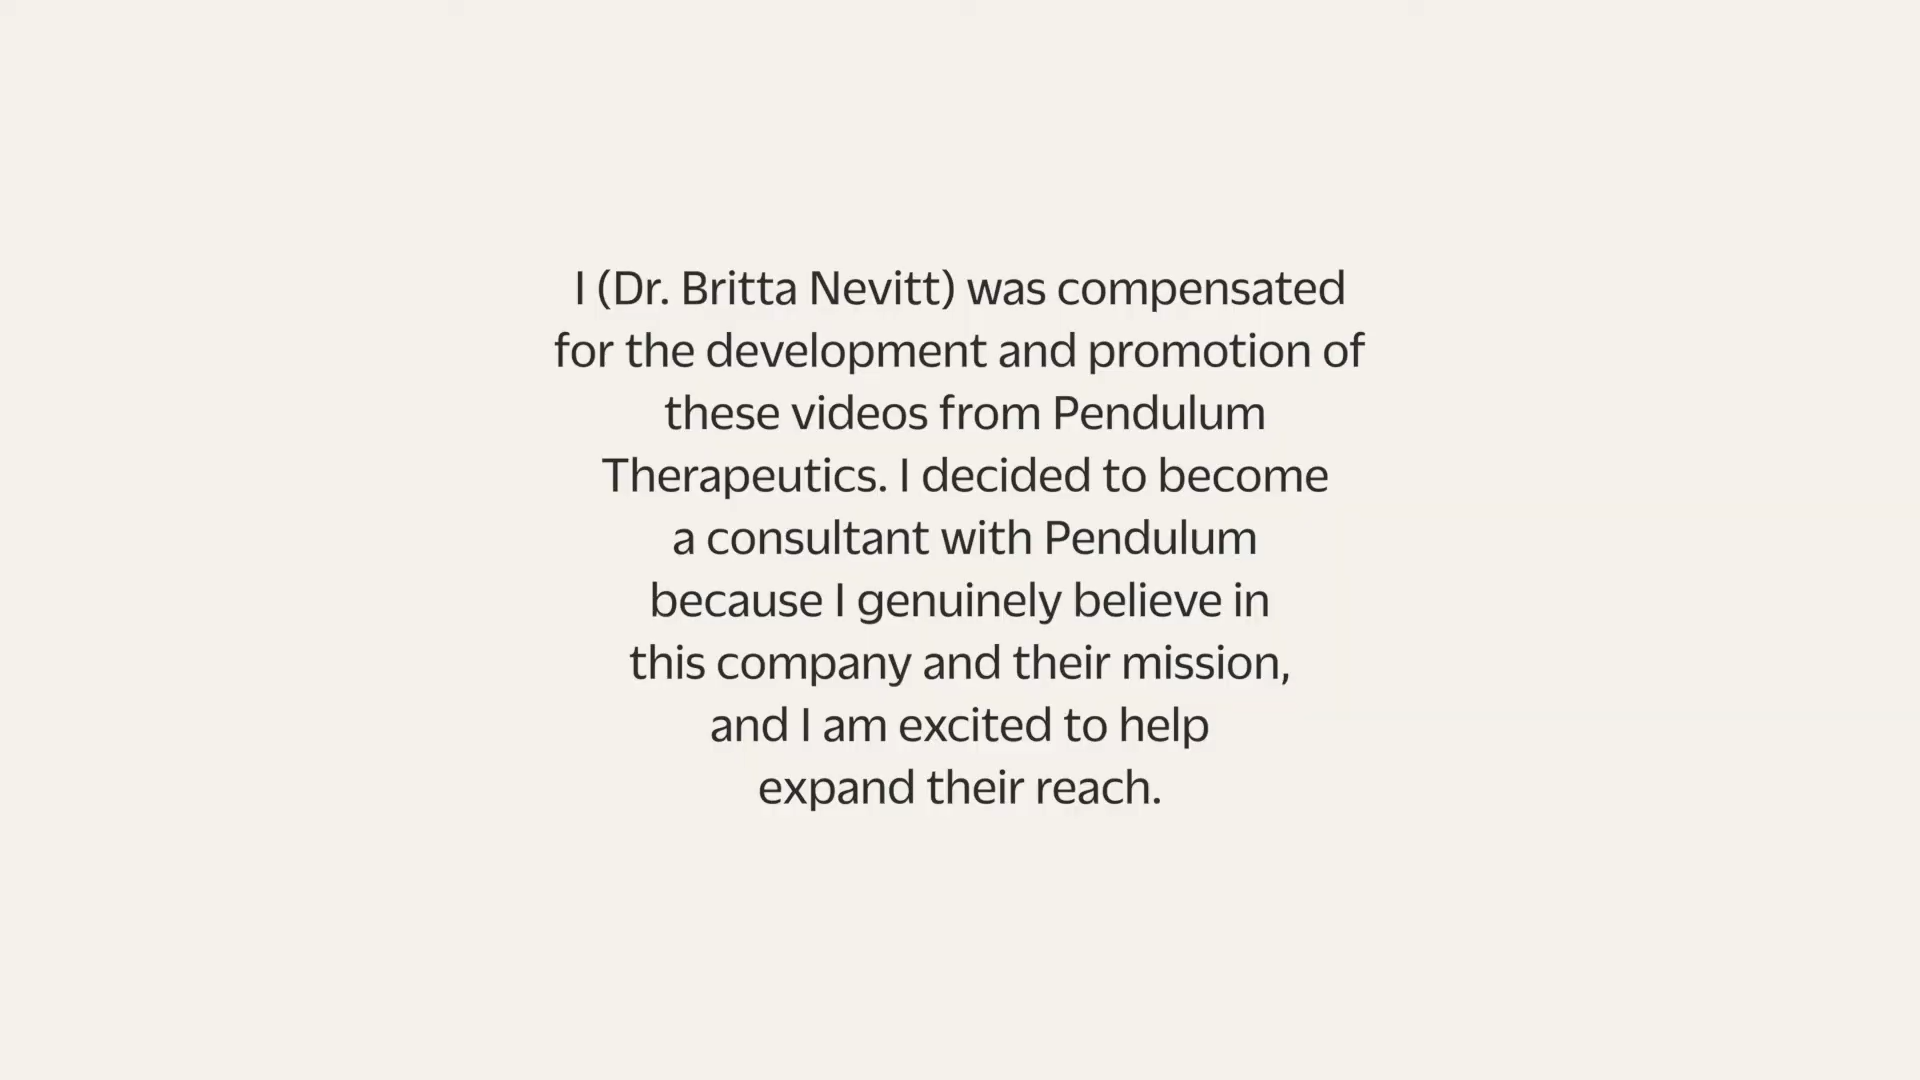 I (Dr. Britta Nevitt) was compensated
for the development and promotion of
these videos from Pendulum
Therapeutics. I decided to become
a consultant with Pendulum
because I genuinely believe in
this company and their mission,
and I am excited to help
expand their reach.